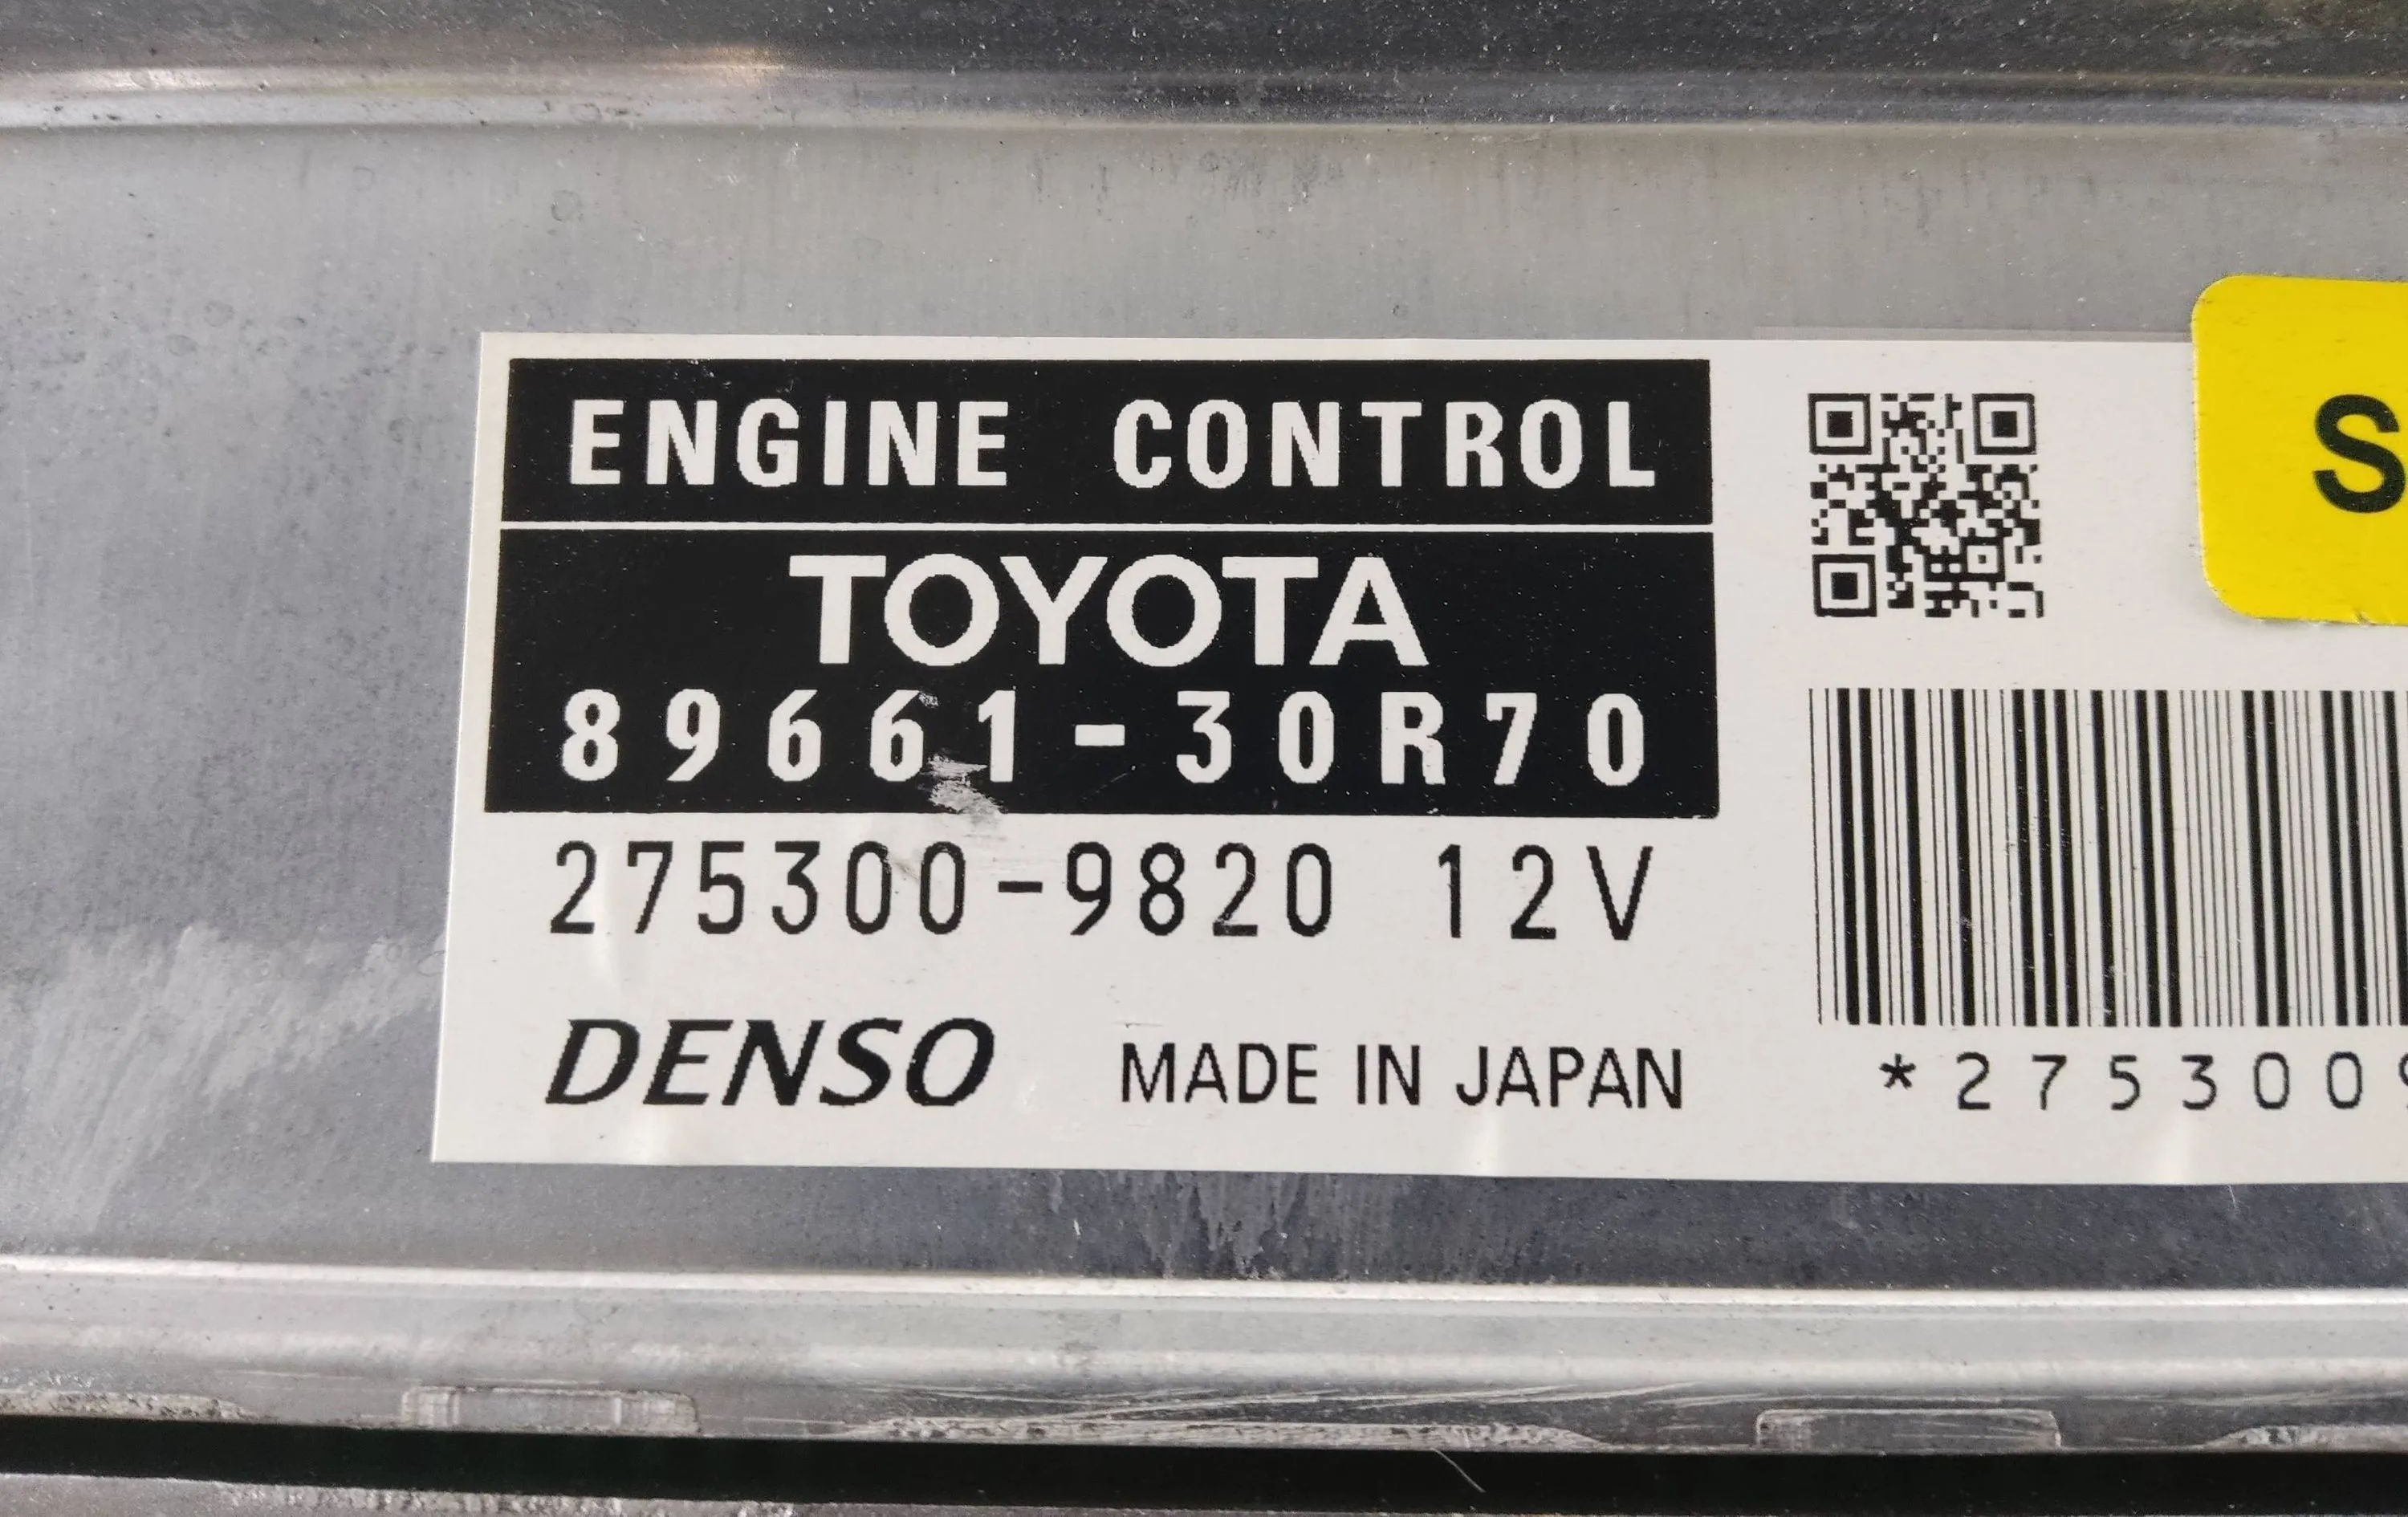 ENGINE CONTROL
TOYOTA
89661-30R70
275300-9820 12V
DENSO MADE IN JAPAN
S
*275300